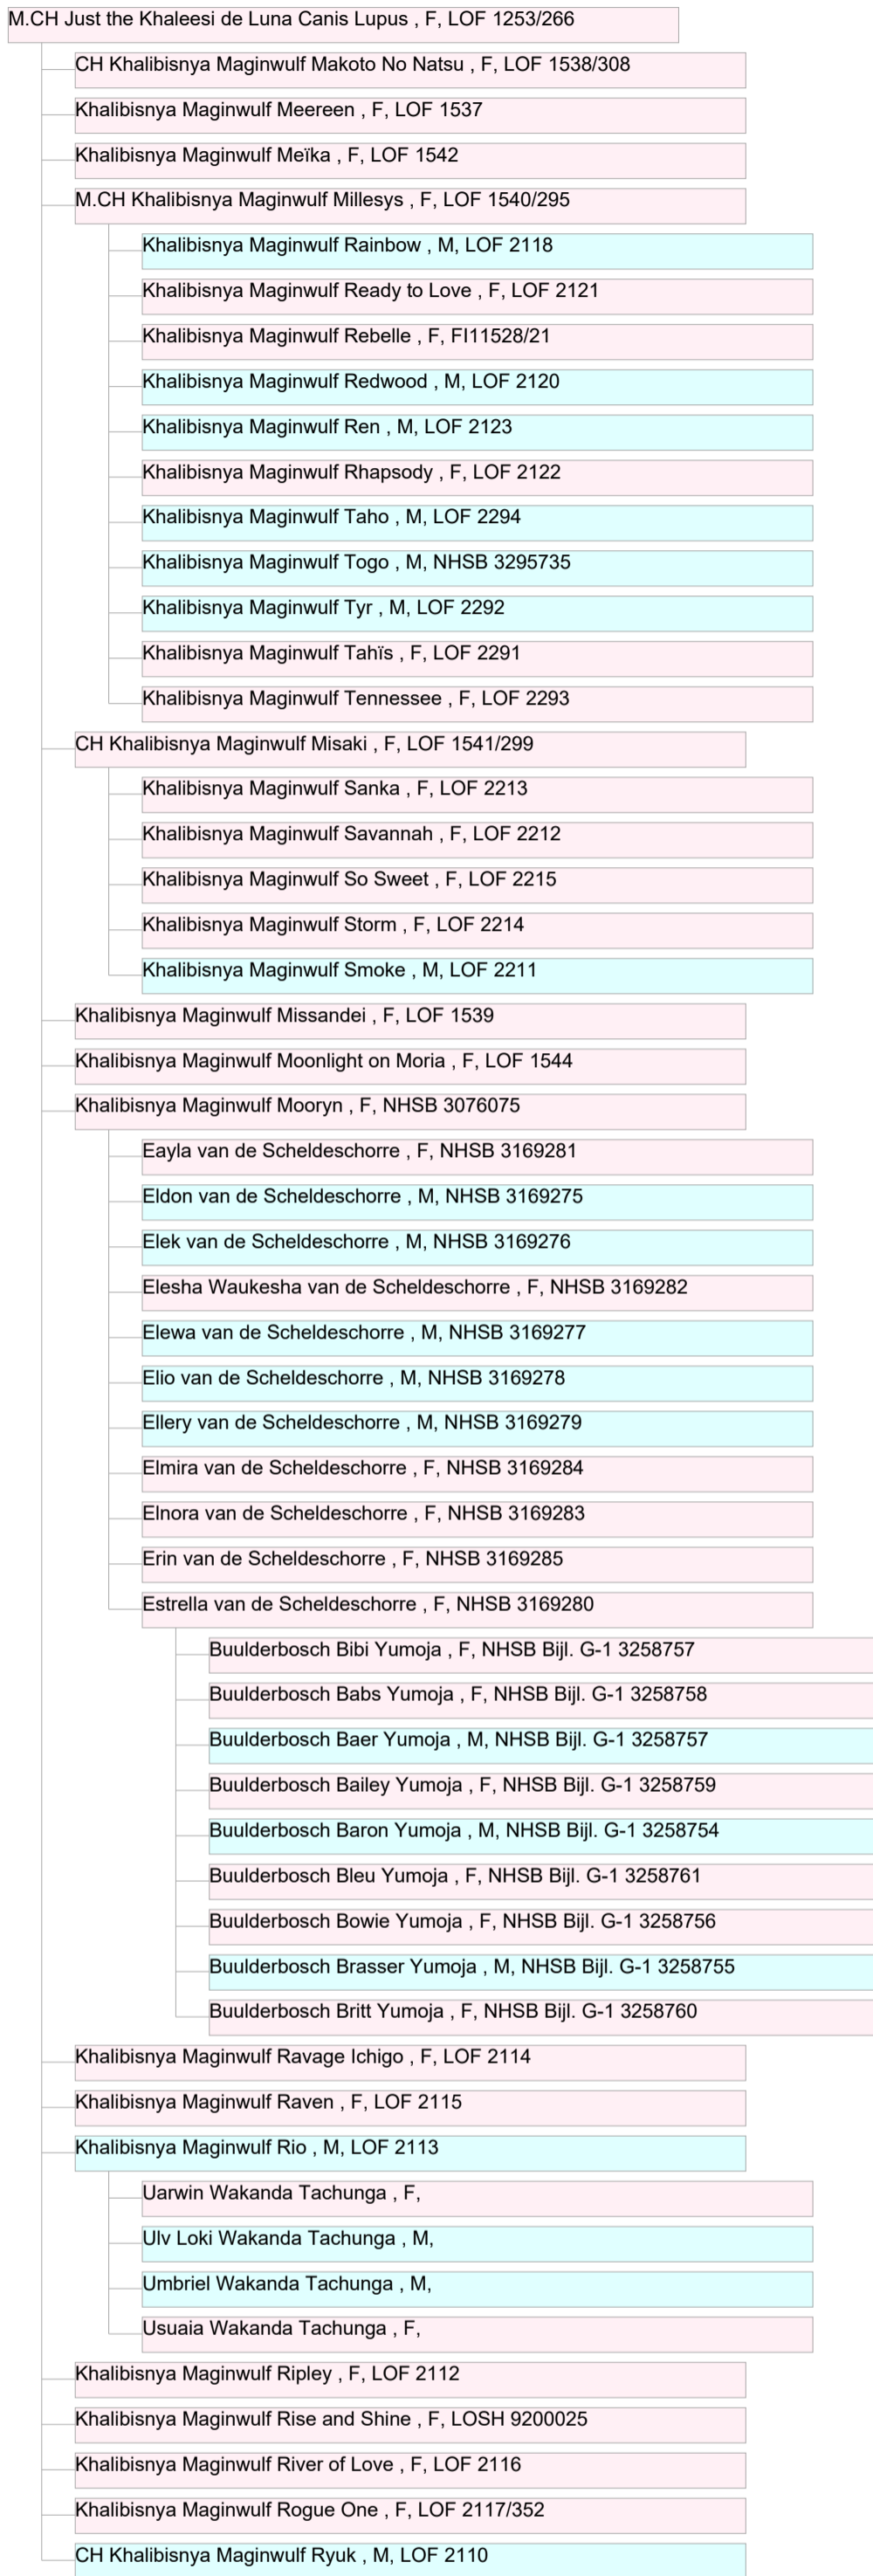 M.CH Just the Khaleesi de Luna Canis Lupus , F, LOF 1253/266
CH Khalibisnya Maginwulf Makoto No Natsu , F, LOF 1538/308
Khalibisnya Maginwulf Meereen , F, LOF 1537
Khalibisnya Maginwulf Meïka , F, LOF 1542
M.CH Khalibisnya Maginwulf Millesys , F, LOF 1540/295
Khalibisnya Maginwulf Rainbow , M, LOF 2118
Khalibisnya Maginwulf Ready to Love , F, LOF 2121
Khalibisnya Maginwulf Rebelle , F, FI11528/21
Khalibisnya Maginwulf Redwood , M, LOF 2120
Khalibisnya Maginwulf Ren , M, LOF 2123
Khalibisnya Maginwulf Rhapsody , F, LOF 2122
Khalibisnya Maginwulf Taho , M, LOF 2294
Khalibisnya Maginwulf Togo , M, NHSB 3295735
Khalibisnya Maginwulf Tyr , M, LOF 2292
Khalibisnya Maginwulf Tahïs , F, LOF 2291
Khalibisnya Maginwulf Tennessee , F, LOF 2293
CH Khalibisnya Maginwulf Misaki , F, LOF 1541/299
Khalibisnya Maginwulf Sanka , F, LOF 2213
Khalibisnya Maginwulf Savannah , F, LOF 2212
Khalibisnya Maginwulf So Sweet , F, LOF 2215
Khalibisnya Maginwulf Storm , F, LOF 2214
Khalibisnya Maginwulf Smoke , M, LOF 2211
Khalibisnya Maginwulf Missandei , F, LOF 1539
Khalibisnya Maginwulf Moonlight on Moria , F, LOF 1544
Khalibisnya Maginwulf Mooryn , F, NHSB 3076075
Eayla van de Scheldeschorre , F, NHSB 3169281
Eldon van de Scheldeschorre , M, NHSB 3169275
Elek van de Scheldeschorre , M, NHSB 3169276
Elesha Waukesha van de Scheldeschorre , F, NHSB 3169282
Elewa van de Scheldeschorre , M, NHSB 3169277
Elio van de Scheldeschorre , M, NHSB 3169278
Ellery van de Scheldeschorre , M, NHSB 3169279
Elmira van de Scheldeschorre , F, NHSB 3169284
Elnora van de Scheldeschorre , F, NHSB 3169283
Erin van de Scheldeschorre , F, NHSB 3169285
Estrella van de Scheldeschorre , F, NHSB 3169280
Buulderbosch Bibi Yumoja , F, NHSB Bijl. G-1 3258757
Buulderbosch Babs Yumoja , F, NHSB Bijl. G-1 3258758
Buulderbosch Baer Yumoja , M, NHSB Bijl. G-1 3258757
Buulderbosch Bailey Yumoja , F, NHSB Bijl. G-1 3258759
Buulderbosch Baron Yumoja , M, NHSB Bijl. G-1 3258754
Buulderbosch Bleu Yumoja , F, NHSB Bijl. G-1 3258761
Buulderbosch Bowie Yumoja , F, NHSB Bijl. G-1 3258756
Buulderbosch Brasser Yumoja , M, NHSB Bijl. G-1 3258755
Buulderbosch Britt Yumoja , F, NHSB Bijl. G-1 3258760
Khalibisnya Maginwulf Ravage Ichigo , F, LOF 2114
Khalibisnya Maginwulf Raven , F, LOF 2115
Khalibisnya Maginwulf Rio , M, LOF 2113
Uarwin Wakanda Tachunga , F,
Ulv Loki Wakanda Tachunga , M,
Umbriel Wakanda Tachunga , M,
Usuaia Wakanda Tachunga , F,
Khalibisnya Maginwulf Ripley , F, LOF 2112
Khalibisnya Maginwulf Rise and Shine , F, LOSH 9200025
Khalibisnya Maginwulf River of Love , F, LOF 2116
Khalibisnya Maginwulf Rogue One , F, LOF 2117/352
CH Khalibisnya Maginwulf Ryuk , M, LOF 2110